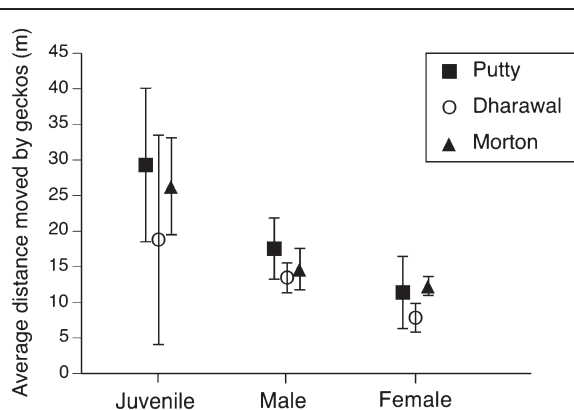 Average distance moved by geckos (m)
45
40
35
30
25
20
15
10
5
0
Juvenile Male Female
Putty
Dharawal
Morton